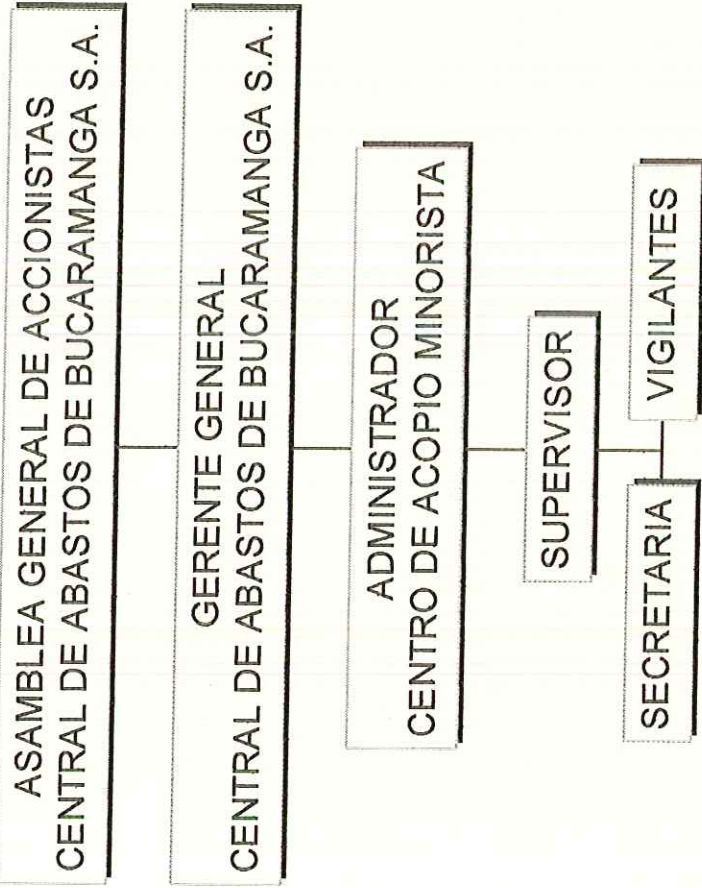 ASAMBLEA GENERAL DE ACCIONISTAS
CENTRAL DE ABASTOS DE BUCARAMANGA S.A.
GERENTE GENERAL
CENTRAL DE ABASTOS DE BUCARAMANGA S.A.
ADMINISTRADOR
CENTRO DE ACOPIO MINORISTA
SUPERVISOR
SECRETARIA
VIGILANTES